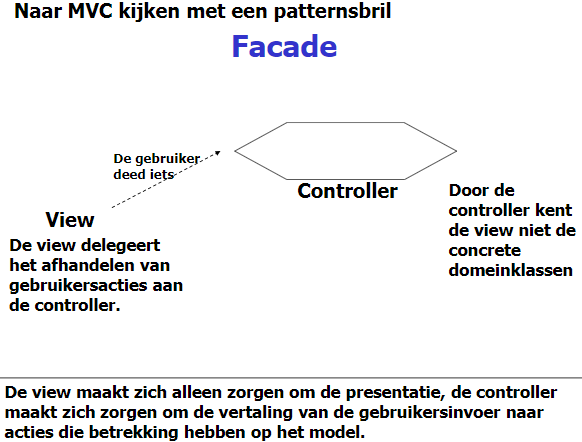 Naar MVC kijken met een patternsbril
Facade
De gebruiker
deed iets
Controller
View
De view delegeert
het afhandelen van
gebruikersacties aan
de controller.
Door de
controller kent
de view niet de
concrete
domeinklassen
De view maakt zich alleen zorgen om de presentatie, de controller
maakt zich zorgen om de vertaling van de gebruikersinvoer naar
acties die betrekking hebben op het model.